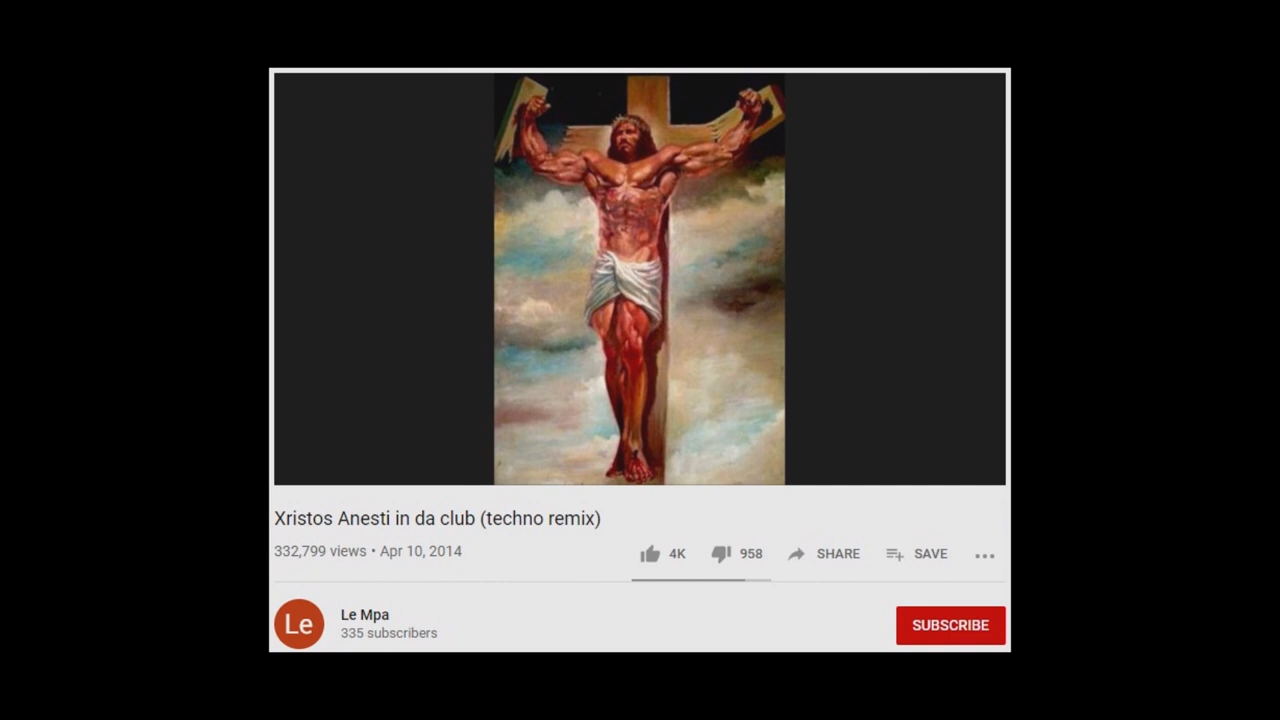 Xristos Anesti in da club (techno remix)
332,799 views • Apr 10, 2014
4K 958 SHARE SAVE
Le Le Mpa
335 subscribers
SUBSCRIBE